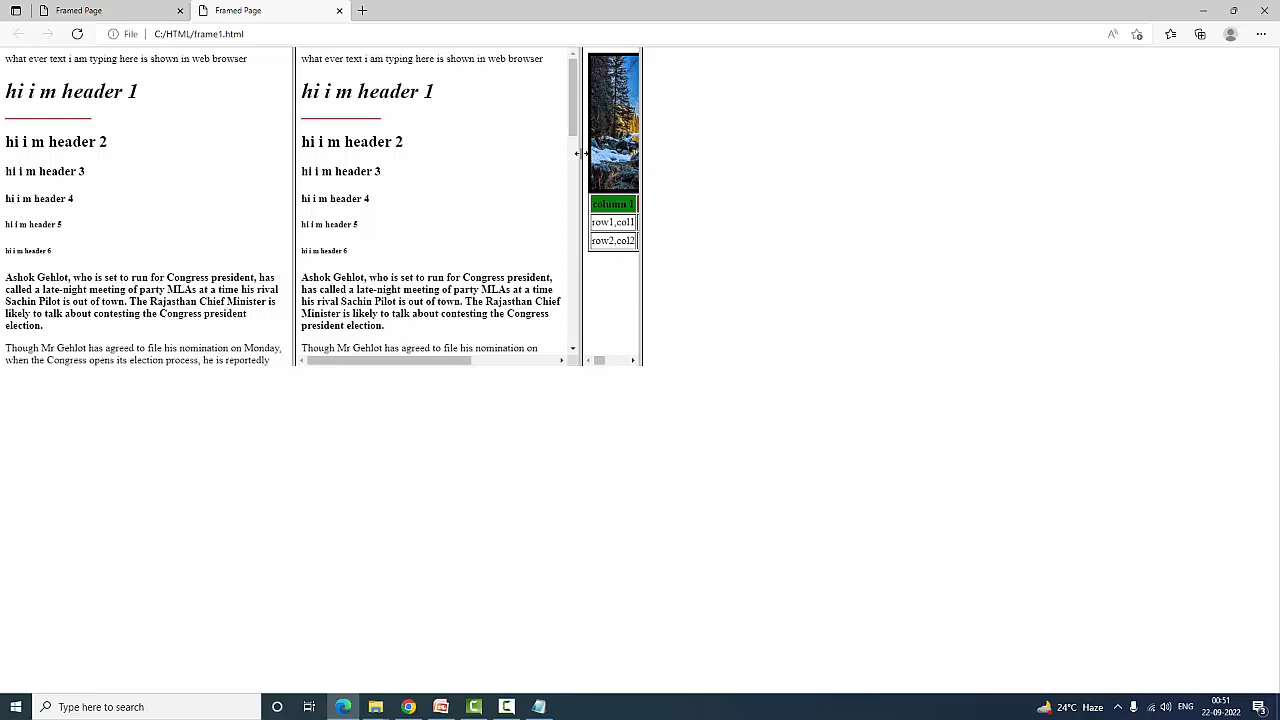 Framed Page
Framed Page
File
C:/HTML/frame1.html
what ever text i am typing here is shown in web browser
hi i m header 1
hi i m header 2
hi i m header 3
hi i m header 4
hi i m header 5
hi i m header 6
Ashok Gehlot, who is set to run for Congress president, has
called a late-night meeting of party MLAs at a time his rival
Sachin Pilot is out of town. The Rajasthan Chief Minister is
likely to talk about contesting the Congress president
election.
Though Mr Gehlot has agreed to file his nomination on Monday,
when the Congress opens its election process, he is reportedly
what ever text i am typing here is shown in web browser
hi i m header 1
hi i m header 2
hi i m header 3
hi i m header 4
hi i m header 5
hi i m header 6
Ashok Gehlot, who is set to run for Congress president,
has called a late-night meeting of party MLAs at a time
his rival Sachin Pilot is out of town. The Rajasthan Chief
Minister is likely to talk about contesting the Congress
president election.
Though Mr Gehlot has agreed to file his nomination on
column 1
row1,col1
row2,col2
Type here to search
24°C Haze
ENG
00:51
22-09-2022